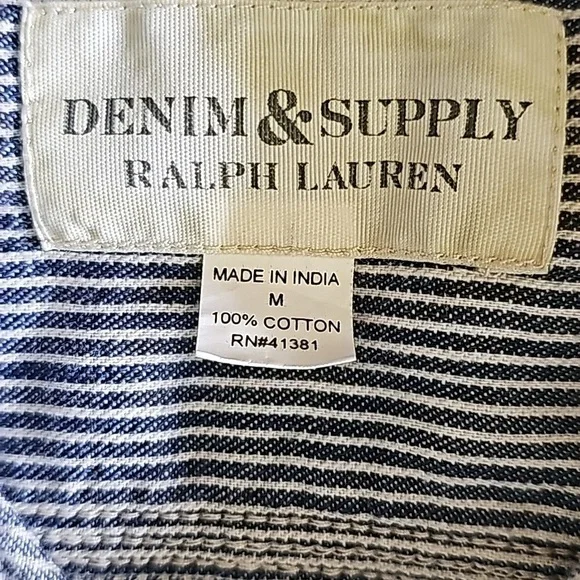 DENIM & SUPPLY
RALPH LAUREN
MADE IN INDIA
M
100% COTTON
RN#41381